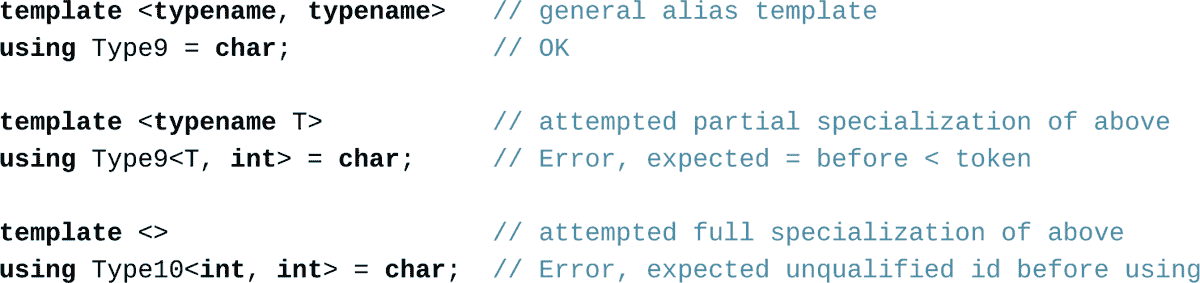 template <typename, typename>   // general alias template
using Type9 = char;             // OK

template <typename T>           // attempted partial specialization of above
using Type9<T, int> = char;     // Error, expected = before < token

template <>                     // attempted full specialization of above
using Type10<int, int> = char;  // Error, expected unqualified id before using